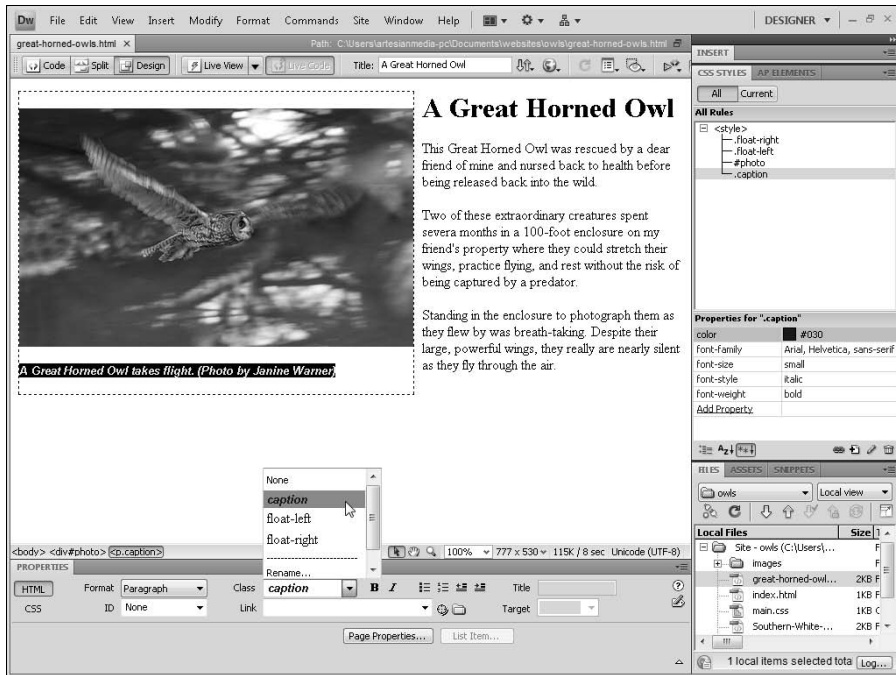 Dw File Edit View Insert Modify Format Commands Site Window Help DESIGNER
great-horned-owls.html × Path: C:\Users\artesianmedia-pc\Documents\websites\owls\great-horned-owls.html
Code Split Design Live View Live Code Title: A Great Horned Owl
A Great Horned Owl
This Great Horned Owl was rescued by a dear
friend of mine and nursed back to health before
being released back into the wild.
Two of these extraordinary creatures spent
severa months in a 100-foot enclosure on my
friend's property where they could stretch their
wings, practice flying, and rest without the risk of
being captured by a predator.
Standing in the enclosure to photograph them as
they flew by was breath-taking. Despite their
large, powerful wings, they really are nearly silent
as they fly through the air.
A Great Horned Owl takes flight. (Photo by Janine Warner)
None
caption
float-left
float-right
Rename...
<body> <div#photo> <p.caption> 100% 777 x 530 115K / 8 sec Unicode (UTF-8)
PROPERTIES
HTML Format Paragraph Class caption B I Title
CSS ID None Link Target
Page Properties... List Item...
INSERT
CSS STYLES AP ELEMENTS
All Current
All Rules
<style>
.float-right
.float-left
#photo
.caption
Properties for ".caption"
color #030
font-family Arial, Helvetica, sans-serif
font-size small
font-style italic
font-weight bold
Add Property
FILES ASSETS SNIPPETS
owls Local view
Local Files Size
Site - owls (C:\Users\...
images
great-horned-owl... 2KB F
index.html 1KB F
main.css 1KB C
Southern-White-... 2KB F
1 local items selected tota Log...